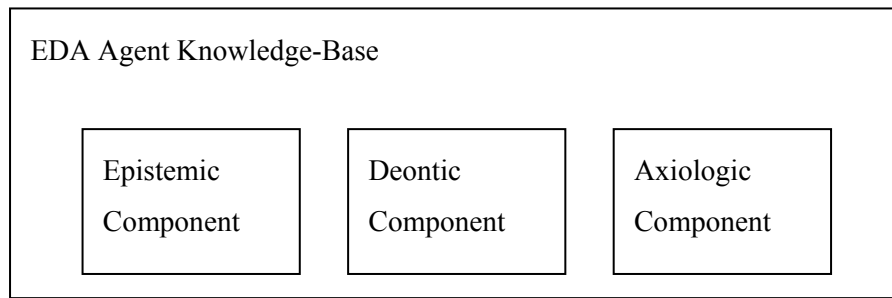 EDA Agent Knowledge-Base
Epistemic
Component
Deontic
Component
Axiologic
Component